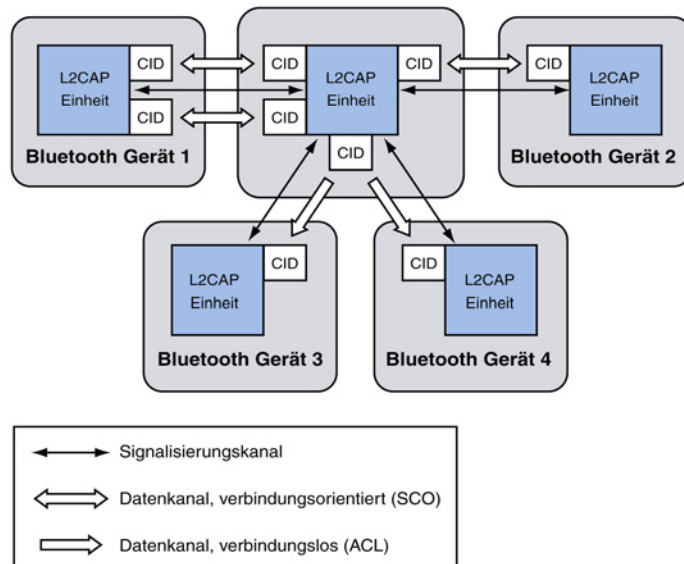 CID
CID
CID
CID
L2CAP
Einheit
CID
CID
L2CAP
Einheit
CID
CID
L2CAP
Einheit
Bluetooth Gerät 1
Bluetooth Gerät 2
CID
L2CAP
Einheit
CID
L2CAP
Einheit
Bluetooth Gerät 3
Bluetooth Gerät 4
Signalisierungskanal
Datenkanal, verbindungsorientiert (SCO)
Datenkanal, verbindungslos (ACL)